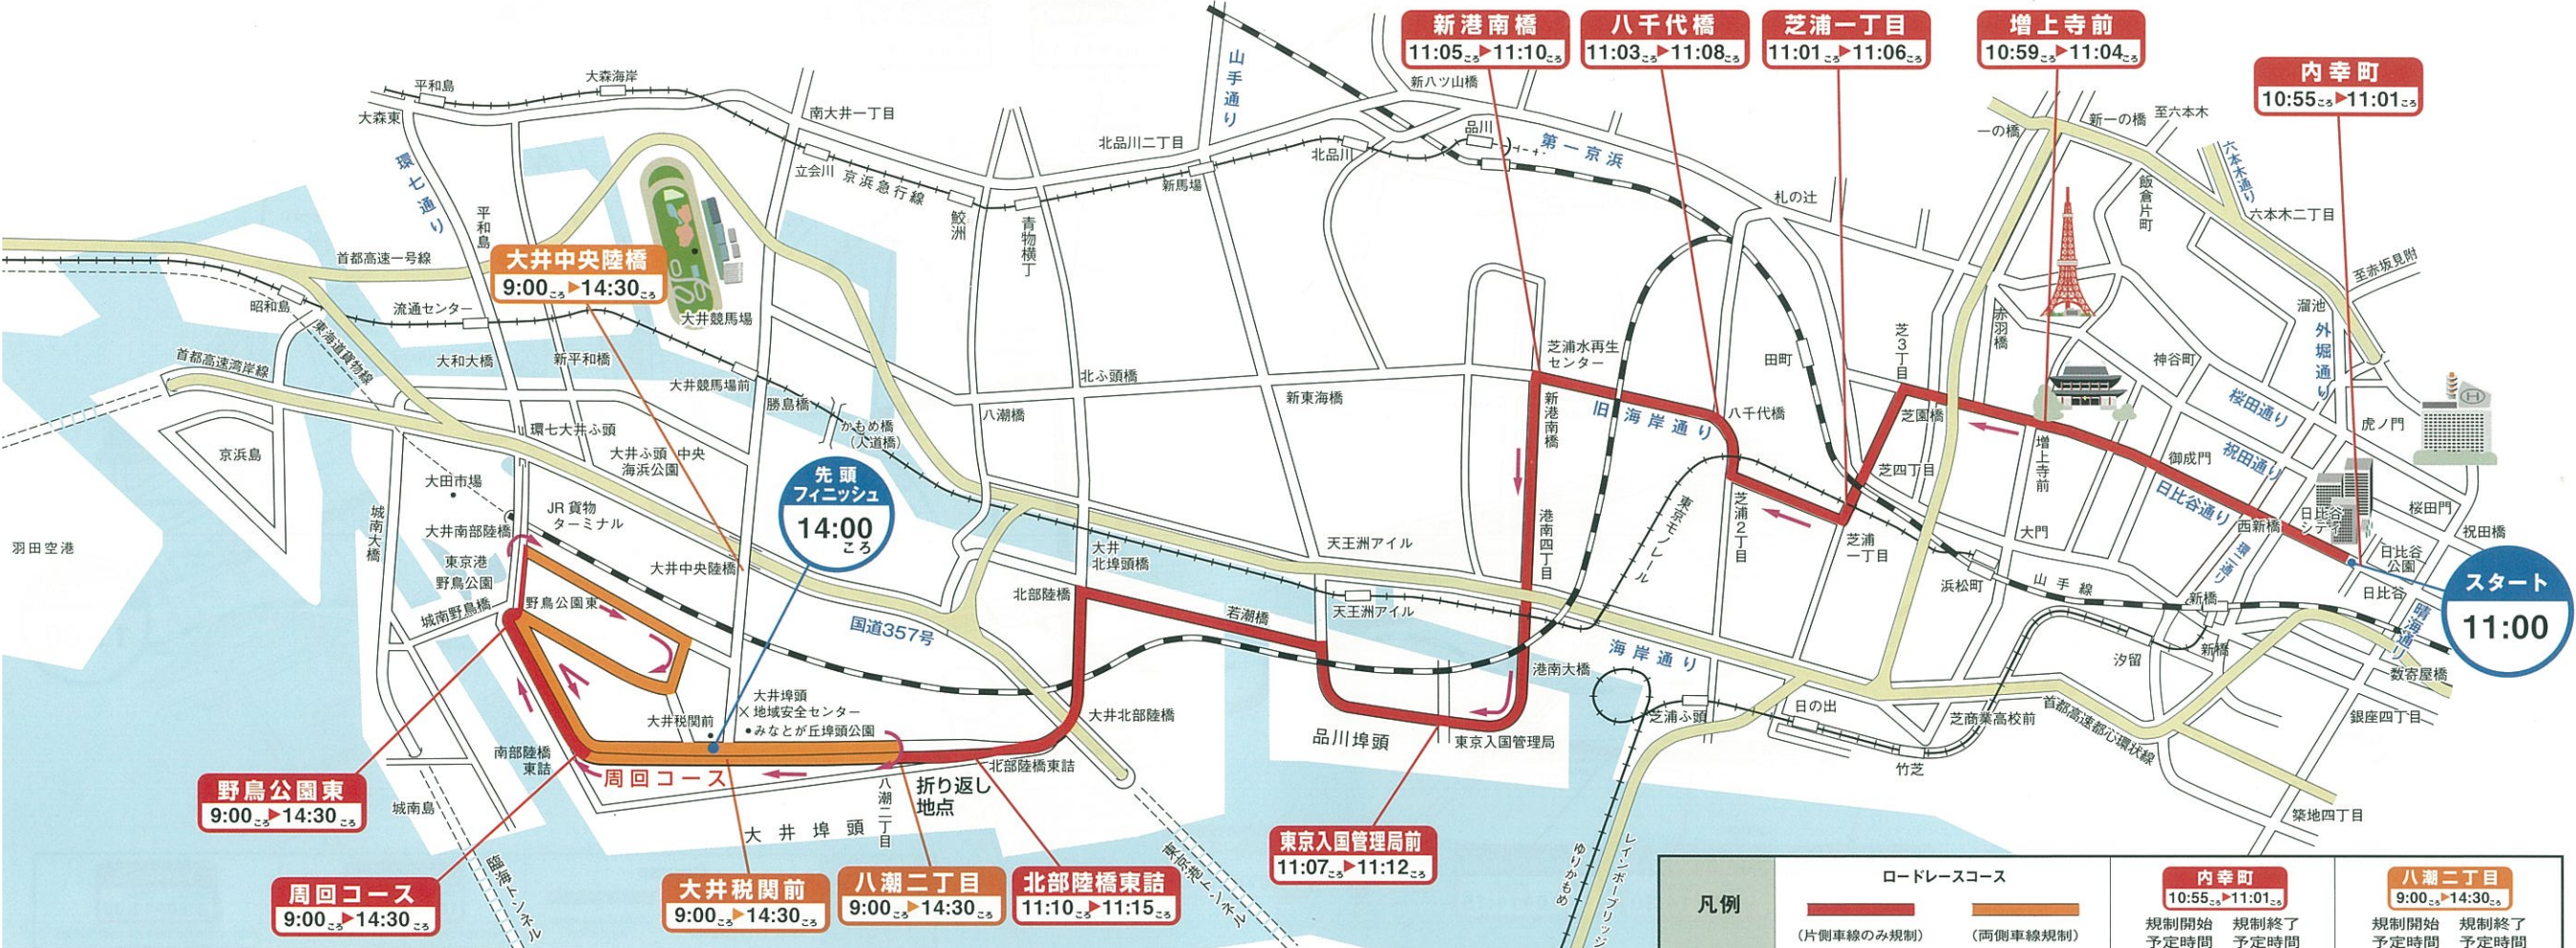 新港南橋
11:05ころ▶11:10ころ
八千代橋
11:03ころ▶11:08ころ
芝浦一丁目
11:01ころ▶11:06ころ
増上寺前
10:59ころ▶11:04ころ
内幸町
10:55ころ▶11:01ころ
平和島
大森海岸
大森東
南大井一丁目
山手通り
新八ツ山橋
北品川二丁目
品川
第一京浜
北品川
一の橋
新一の橋
至六本木
六本木通り
環七通り
立会川
京浜急行線
新馬場
鮫洲
青物横丁
札の辻
飯倉片町
六本木二丁目
平和島
首都高速一号線
大井中央陸橋
9:00ころ▶14:30ころ
至赤坂見附
昭和島
流通センター
大井競馬場
溜池
外堀通り
赤羽橋
芝3丁目
東海道貨物線
首都高速湾岸線
大和大橋
新平和橋
大井競馬場前
北ふ頭橋
芝浦水再生
センター
田町
神谷町
新東海橋
勝島橋
八潮橋
かもめ橋
(人道橋)
新港南橋
旧海岸通り
八千代橋
芝園橋
桜田通り
虎ノ門
京浜島
環七大井ふ頭
大井ふ頭 中央
海浜公園
増上寺前
御成門
祝田通り
芝四丁目
大田市場
先頭
フィニッシュ
14:00
ころ
日比谷通り
西新橋
日比谷
シティ
桜田門
祝田橋
JR貨物
ターミナル
城南大橋
大井南部陸橋
東京モノレール
芝浦2丁目
芝浦
一丁目
大門
環二通り
日比谷
公園
羽田空港
東京港
野鳥公園
大井中央陸橋
大井
北埠頭橋
天王洲アイル
港南四丁目
浜松町
山手線
新橋
日比谷
スタート
11:00
城南野鳥橋
野鳥公園東
北部陸橋
若潮橋
天王洲アイル
晴海通り
国道357号
海岸通り
汐留
新橋
数寄屋橋
港南大橋
大井埠頭
地域安全センター
みなとが丘埠頭公園
大井税関前
大井北部陸橋
芝浦ふ頭
日の出
芝商業高校前
首都高速都心環状線
銀座四丁目
品川埠頭
東京入国管理局
南部陸橋
東詰
周回コース
北部陸橋東詰
竹芝
野鳥公園東
9:00ころ▶14:30ころ
折り返し
地点
八潮二丁目
城南島
大井埠頭
築地四丁目
東京入国管理局前
11:07ころ▶11:12ころ
臨海トンネル
東京港トンネル
ゆりかもめ
レインボーブリッジ
周回コース
9:00ころ▶14:30ころ
大井税関前
9:00ころ▶14:30ころ
八潮二丁目
9:00ころ▶14:30ころ
北部陸橋東詰
11:10ころ▶11:15ころ
凡例
ロードレースコース
(片側車線のみ規制)
(両側車線規制)
内幸町
10:55ころ▶11:01ころ
規制開始 規制終了
予定時間 予定時間
八潮二丁目
9:00ころ▶14:30ころ
規制開始 規制終了
予定時間 予定時間